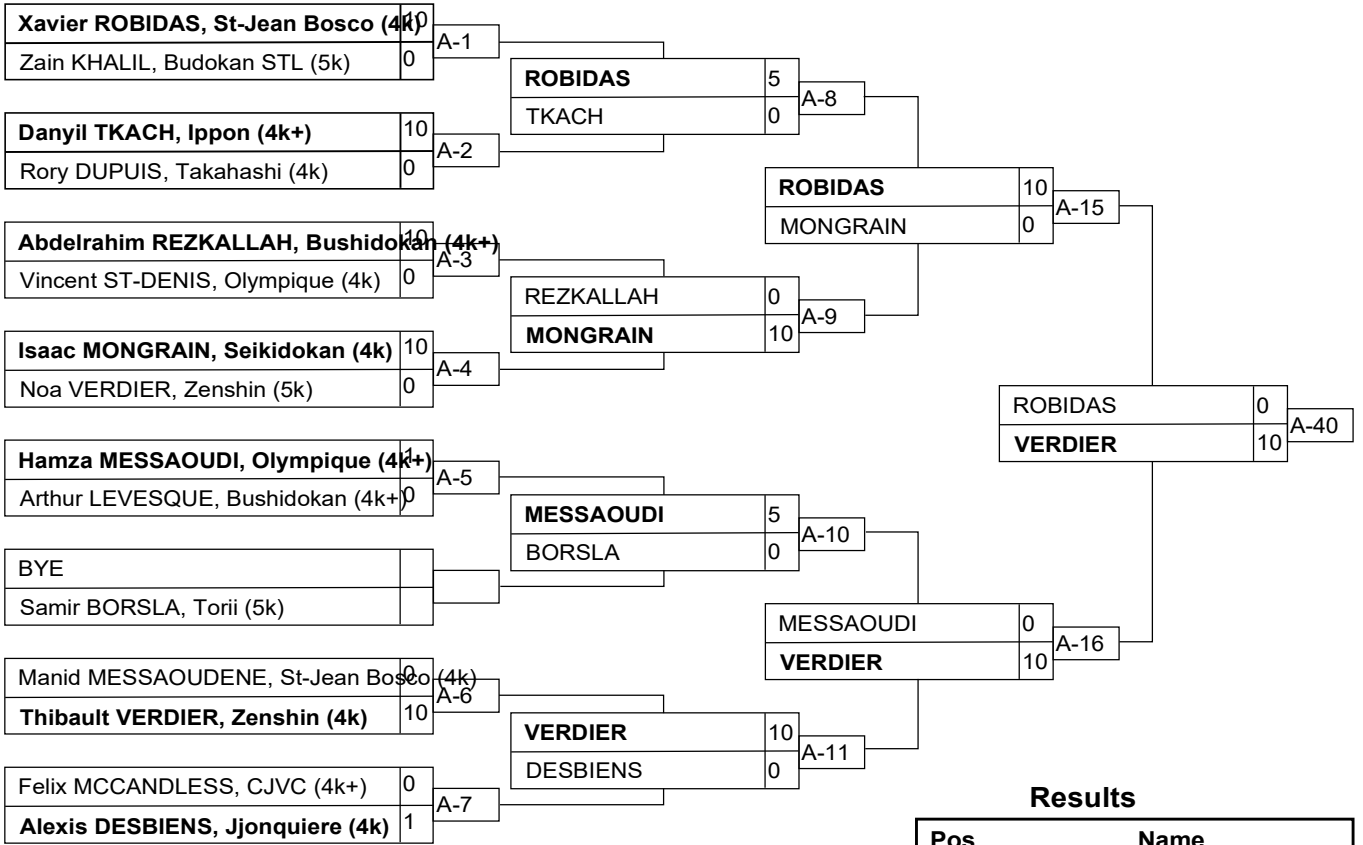 Xavier ROBIDAS, St-Jean Bosco (4k) 10
A-1
Zain KHALIL, Budokan STL (5k) 0
ROBIDAS 5
A-8
TKACH 0
Danyil TKACH, Ippon (4k+) 10
A-2
Rory DUPUIS, Takahashi (4k) 0
ROBIDAS 10
A-15
MONGRAIN 0
Abdelrahim REZKALLAH, Bushidokan (4k+) 10
A-3
Vincent ST-DENIS, Olympique (4k) 0
REZKALLAH 0
A-9
MONGRAIN 10
Isaac MONGRAIN, Seikidokan (4k) 10
A-4
Noa VERDIER, Zenshin (5k) 0
ROBIDAS 0
A-40
VERDIER 10
Hamza MESSAOUDI, Olympique (4k+) 1
A-5
Arthur LEVESQUE, Bushidokan (4k+) 0
MESSAOUDI 5
A-10
BORSLA 0
BYE
Samir BORSLA, Torii (5k)
MESSAOUDI 0
A-16
VERDIER 10
Manid MESSAOUDENE, St-Jean Bosco (4k) 0
A-6
Thibault VERDIER, Zenshin (4k) 10
VERDIER 10
A-11
DESBIENS 0
Felix MCCANDLESS, CJVC (4k+) 0
A-7
Alexis DESBIENS, Jjonquiere (4k) 1
Results
Pos Name